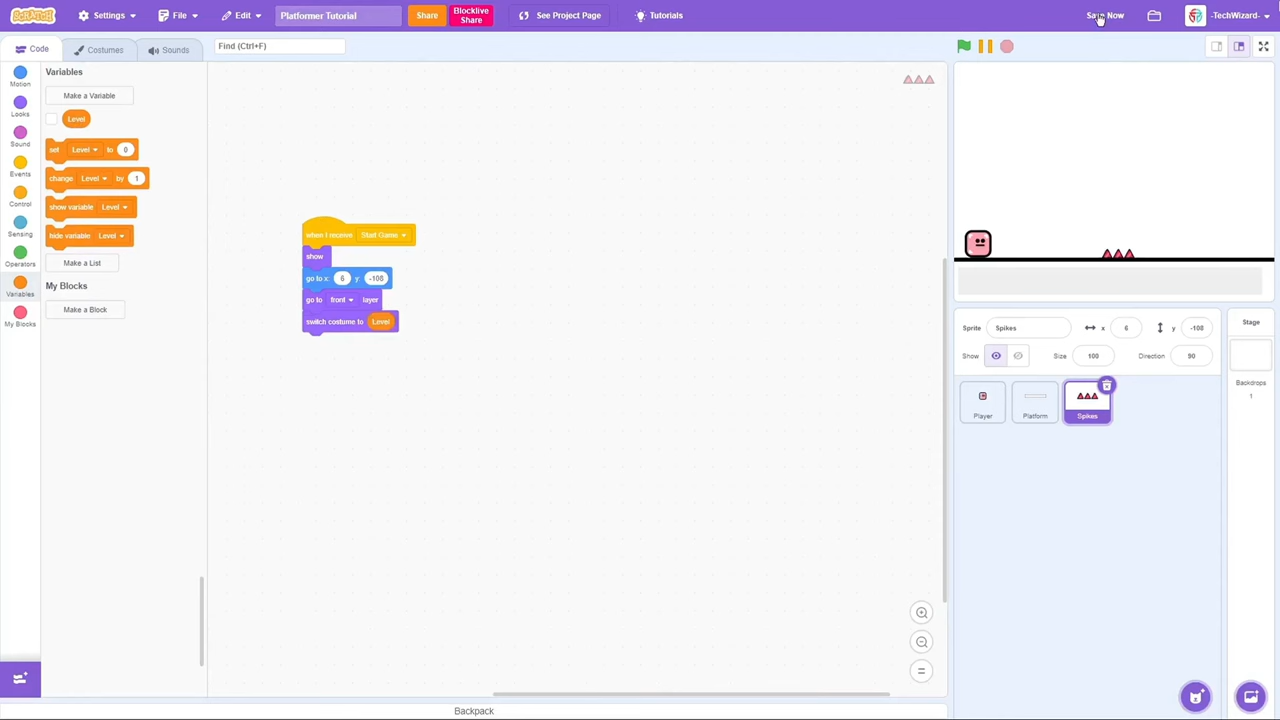 SCRATCH Settings File Edit Platformer Tutorial Share Blocklive Share See Project Page Tutorials Save Now -TechWizard-
Code Costumes Sounds Find (Ctrl+F)
Motion
Looks
Sound
Events
Control
Sensing
Operators
Variables
My Blocks
Variables
Make a Variable
Level
set Level to 0
change Level by 1
show variable Level
hide variable Level
Make a List
My Blocks
Make a Block
when I receive Start Game
show
go to x: 6 y: -108
go to front layer
switch costume to Level
Sprite Spikes x 6 y -108
Show Size 100 Direction 90
Player
Platform
Spikes
Stage
Backdrops
1
Backpack